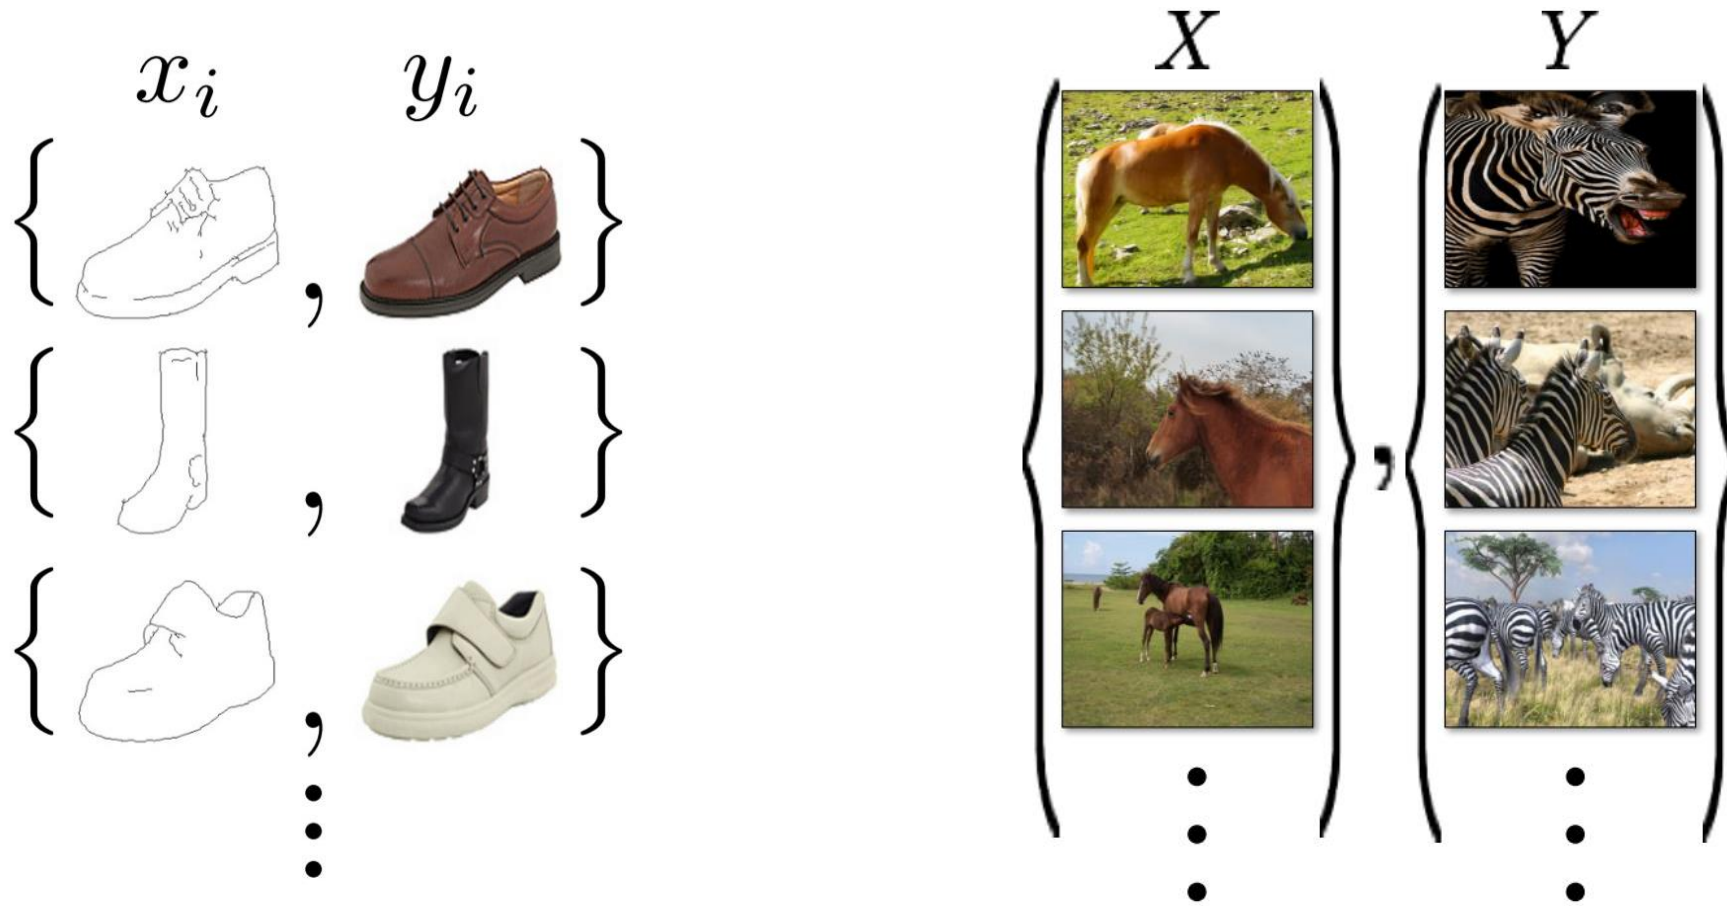 x_i y_i
X Y
{ , }
{ , }
{ , }
( ) , ( )